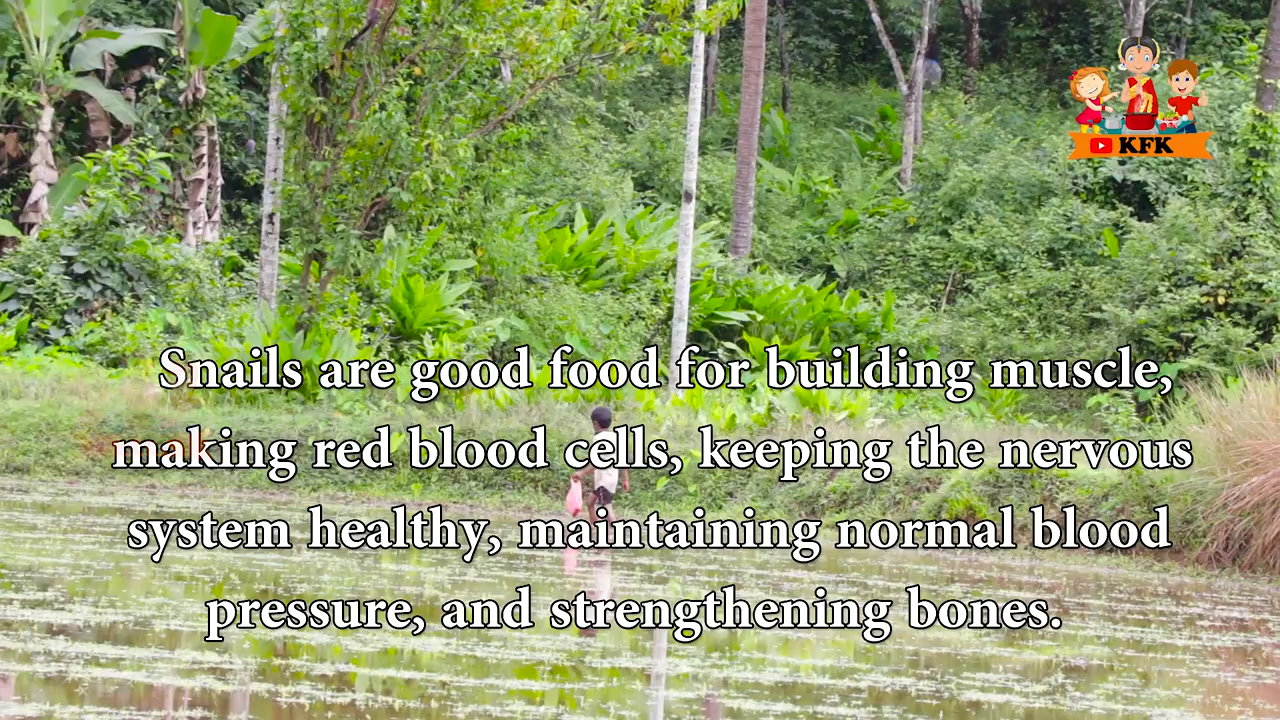 KFK
Snails are good food for building muscle,
making red blood cells, keeping the nervous
system healthy, maintaining normal blood
pressure, and strengthening bones.